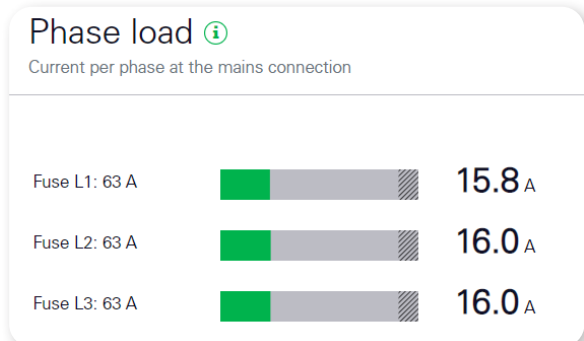 Phase load
Current per phase at the mains connection
Fuse L1: 63 A 15.8 A
Fuse L2: 63 A 16.0 A
Fuse L3: 63 A 16.0 A